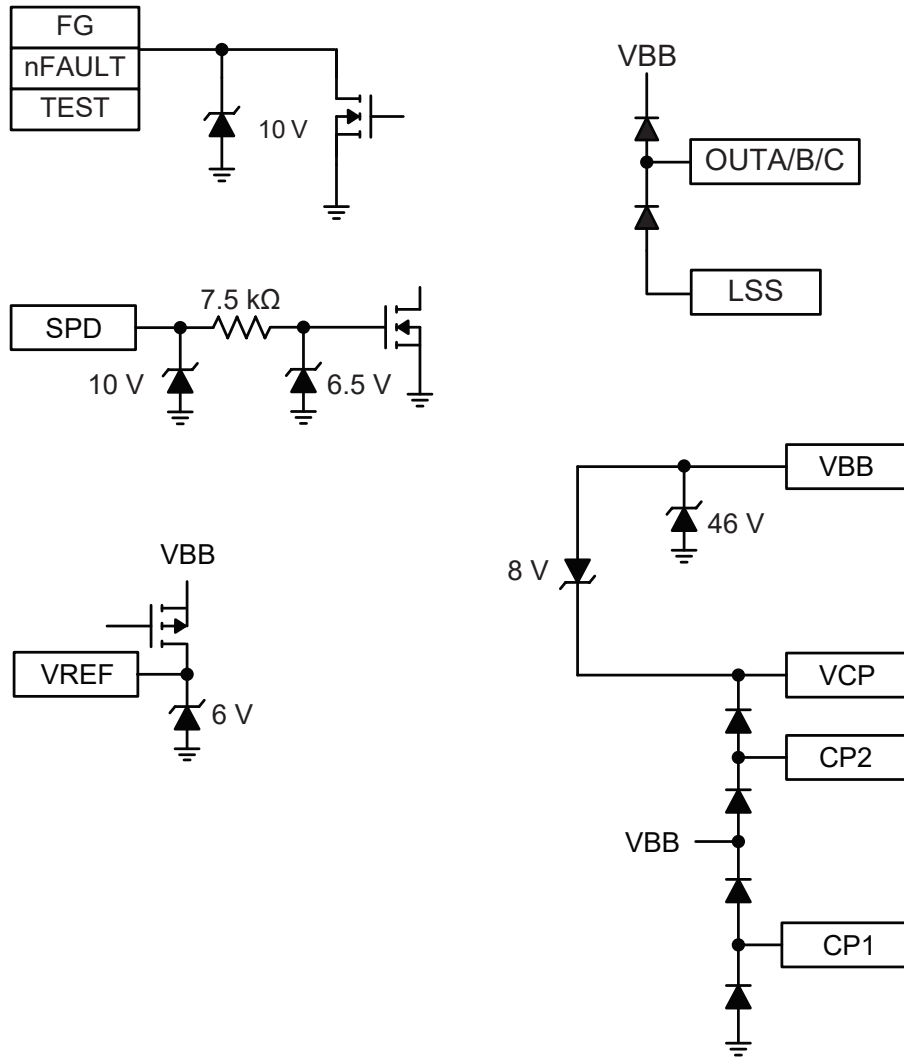 FG
nFAULT
TEST
10 V
SPD
7.5 kΩ
10 V
6.5 V
VBB
VREF
6 V
VBB
OUTA/B/C
LSS
VBB
46 V
8 V
VCP
CP2
VBB
CP1